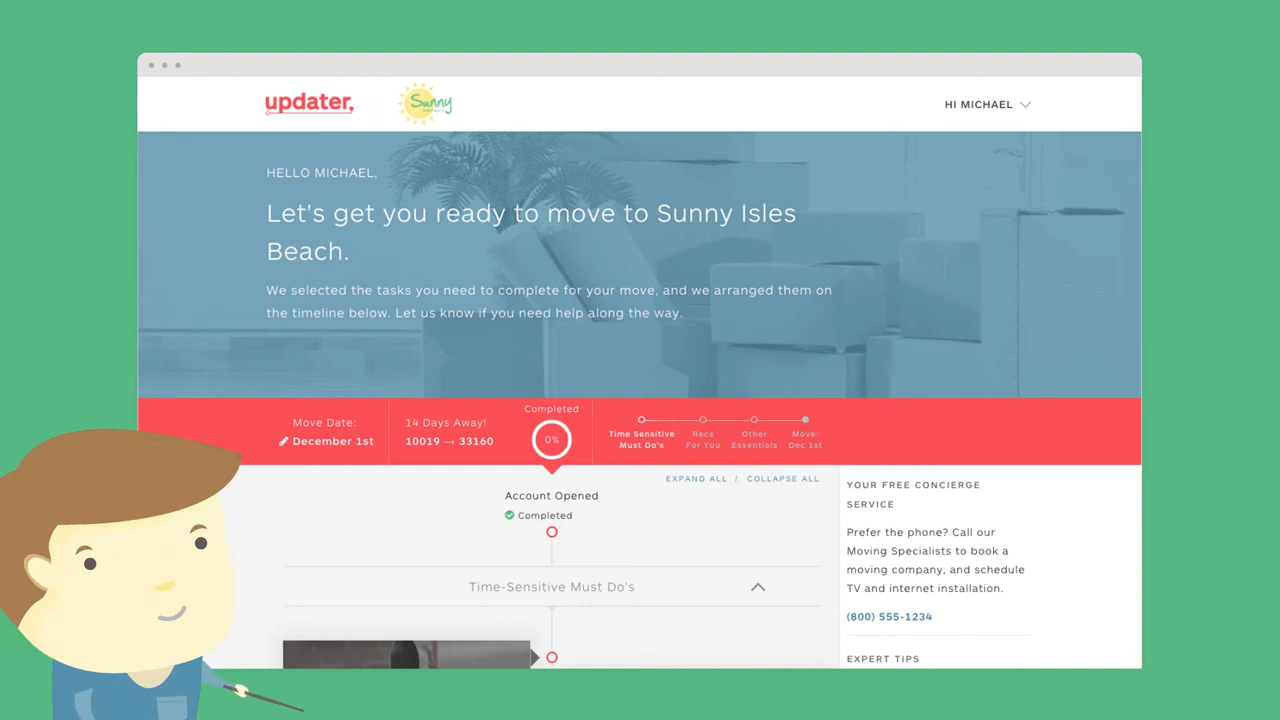 updater.
Sunny
HI MICHAEL
HELLO MICHAEL,
Let's get you ready to move to Sunny Isles
Beach.
We selected the tasks you need to complete for your move, and we arranged them on
the timeline below. Let us know if you need help along the way.
Move Date:
December 1st
14 Days Away!
10019 → 33160
Completed
0%
Time Sensitive
Must Do's
Recs
For You
Other
Essentials
Move:
Dec 1st
EXPAND ALL / COLLAPSE ALL
Account Opened
Completed
Time-Sensitive Must Do's
YOUR FREE CONCIERGE
SERVICE
Prefer the phone? Call our
Moving Specialists to book a
moving company, and schedule
TV and internet installation.
(800) 555-1234
EXPERT TIPS